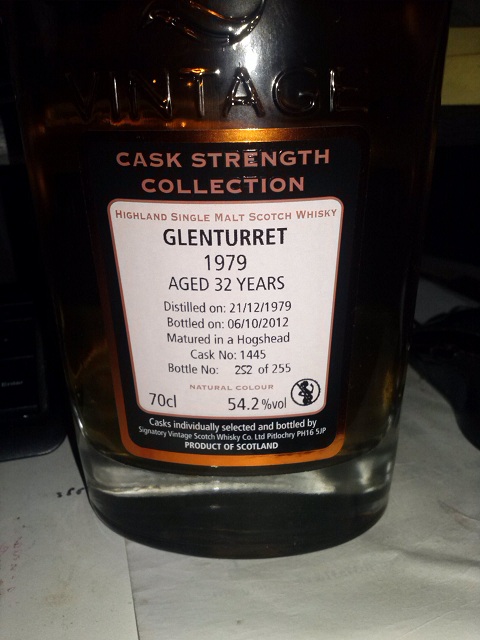 VINTAGE
CASK STRENGTH
COLLECTION
HIGHLAND SINGLE MALT SCOTCH WHISKY
GLENTURRET
1979
AGED 32 YEARS
Distilled on: 21/12/1979
Bottled on: 06/10/2012
Matured in a Hogshead
Cask No: 1445
Bottle No: 252 of 255
NATURAL COLOUR
70cl 54.2%vol
Casks individually selected and bottled by
Signatory Vintage Scotch Whisky Co. Ltd Pitlochry PH16 5JP
PRODUCT OF SCOTLAND